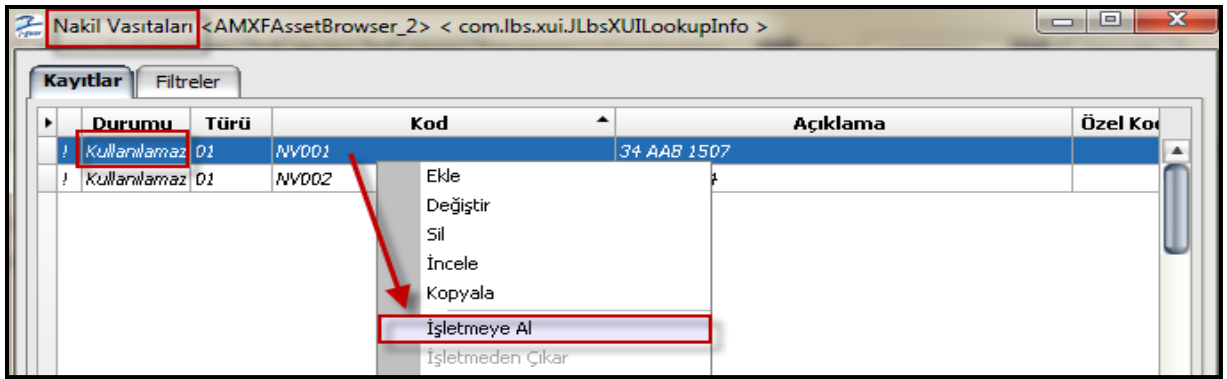 Nakil Vasıtaları <AMXFAssetBrowser_2> < com.lbs.xui.JLbsXUILookupInfo >
Kayıtlar Filtreler
Durumu Türü Kod Açıklama Özel Ko
! Kullanılamaz 01 NV001 34 AAB 1507
! Kullanılamaz 01 NV002
Ekle
Değiştir
Sil
İncele
Kopyala
İşletmeye Al
İşletmeden Çıkar